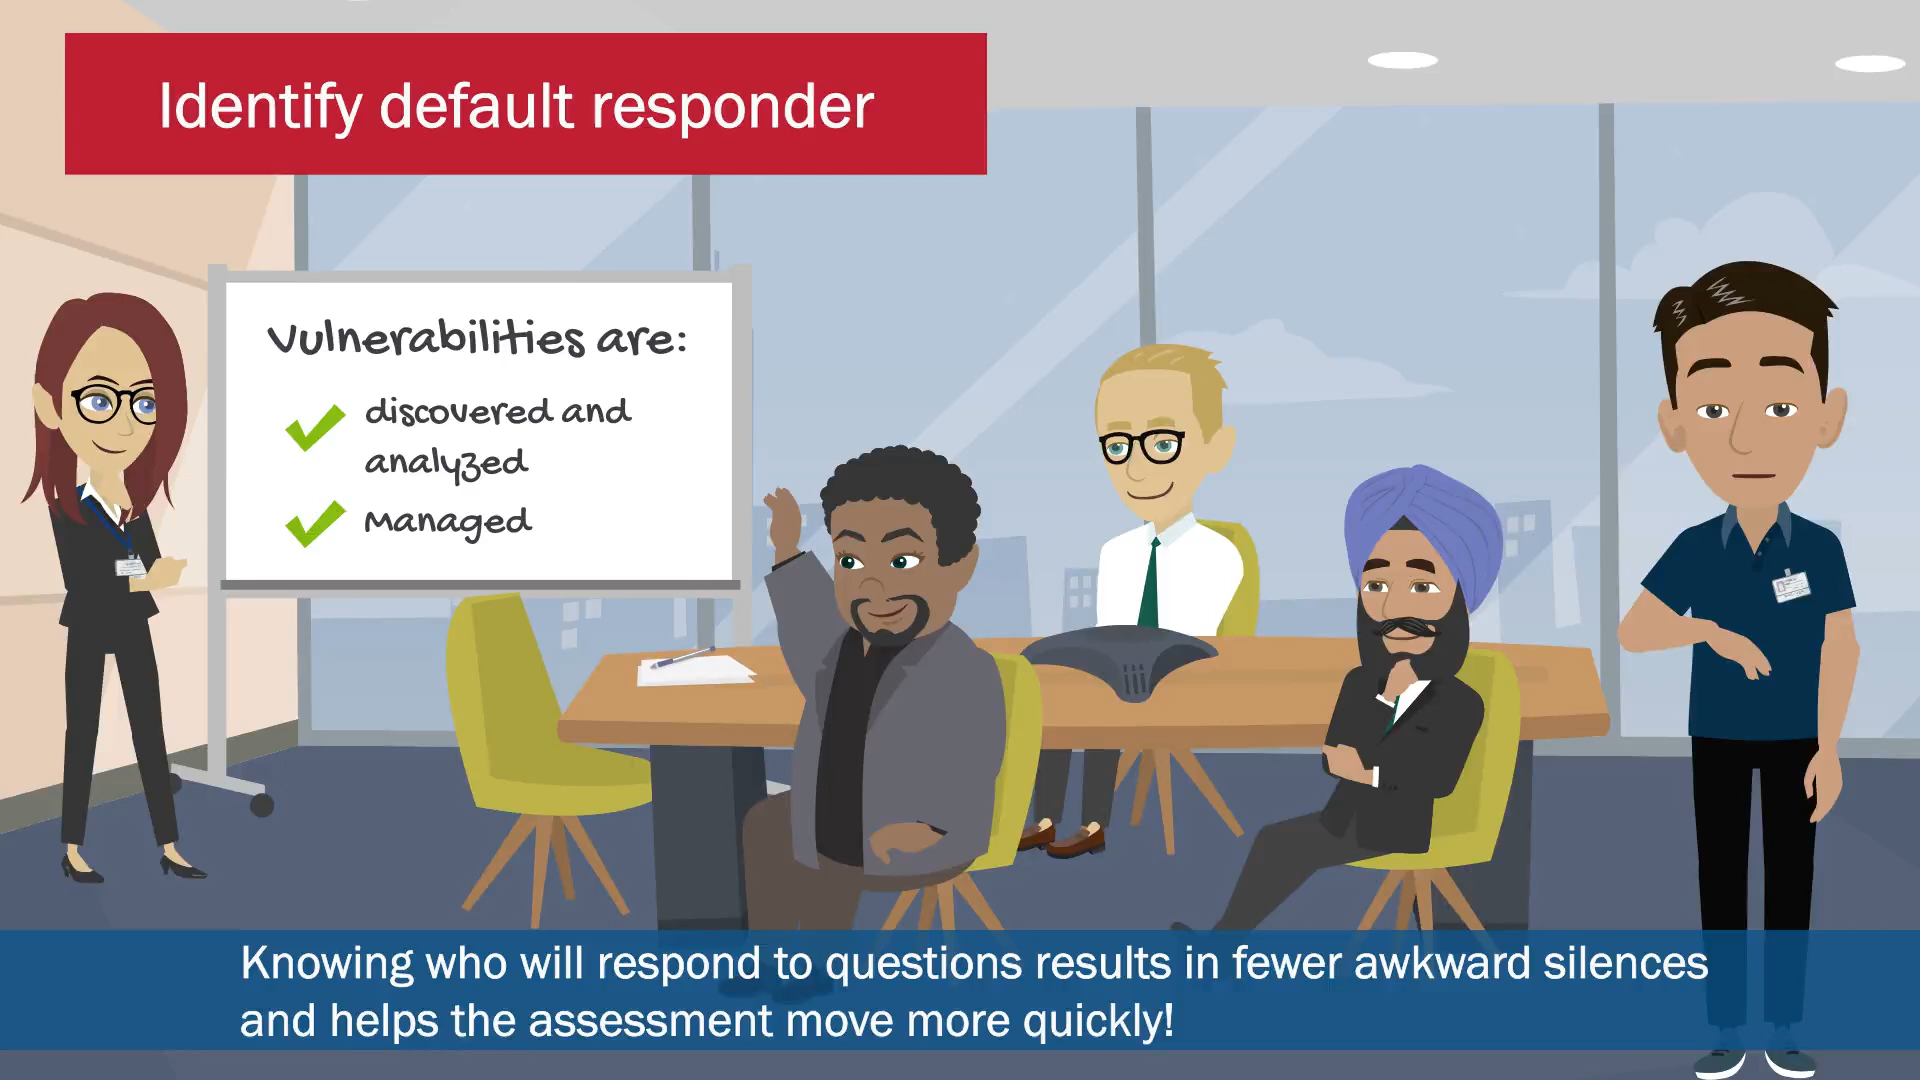 Identify default responder
Vulnerabilities are:
discovered and
analyzed
Managed
Knowing who will respond to questions results in fewer awkward silences
and helps the assessment move more quickly!